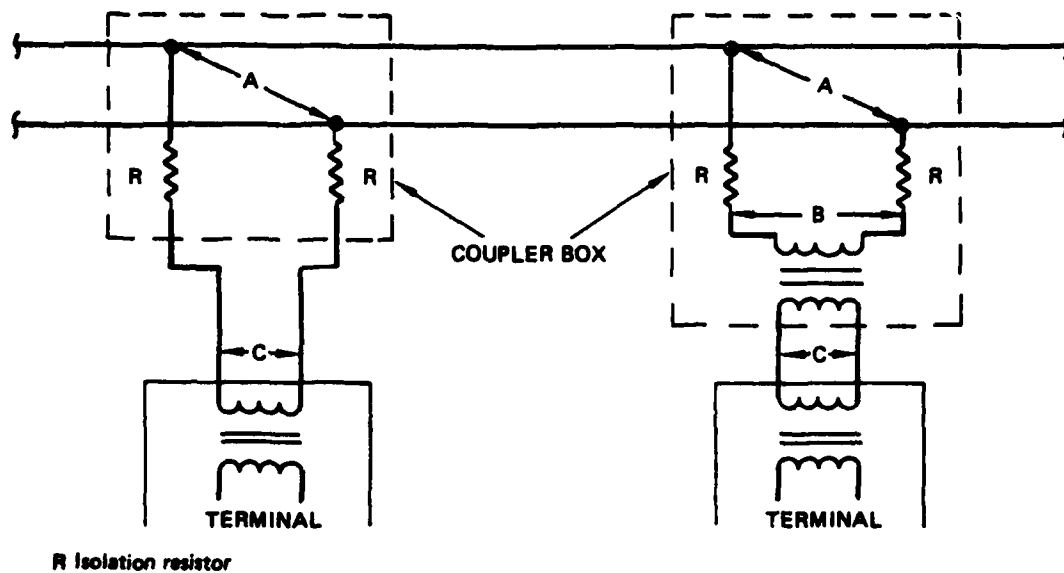 A
A
R
R
R
R
B
COUPLER BOX
C
C
TERMINAL
TERMINAL
R Isolation resistor